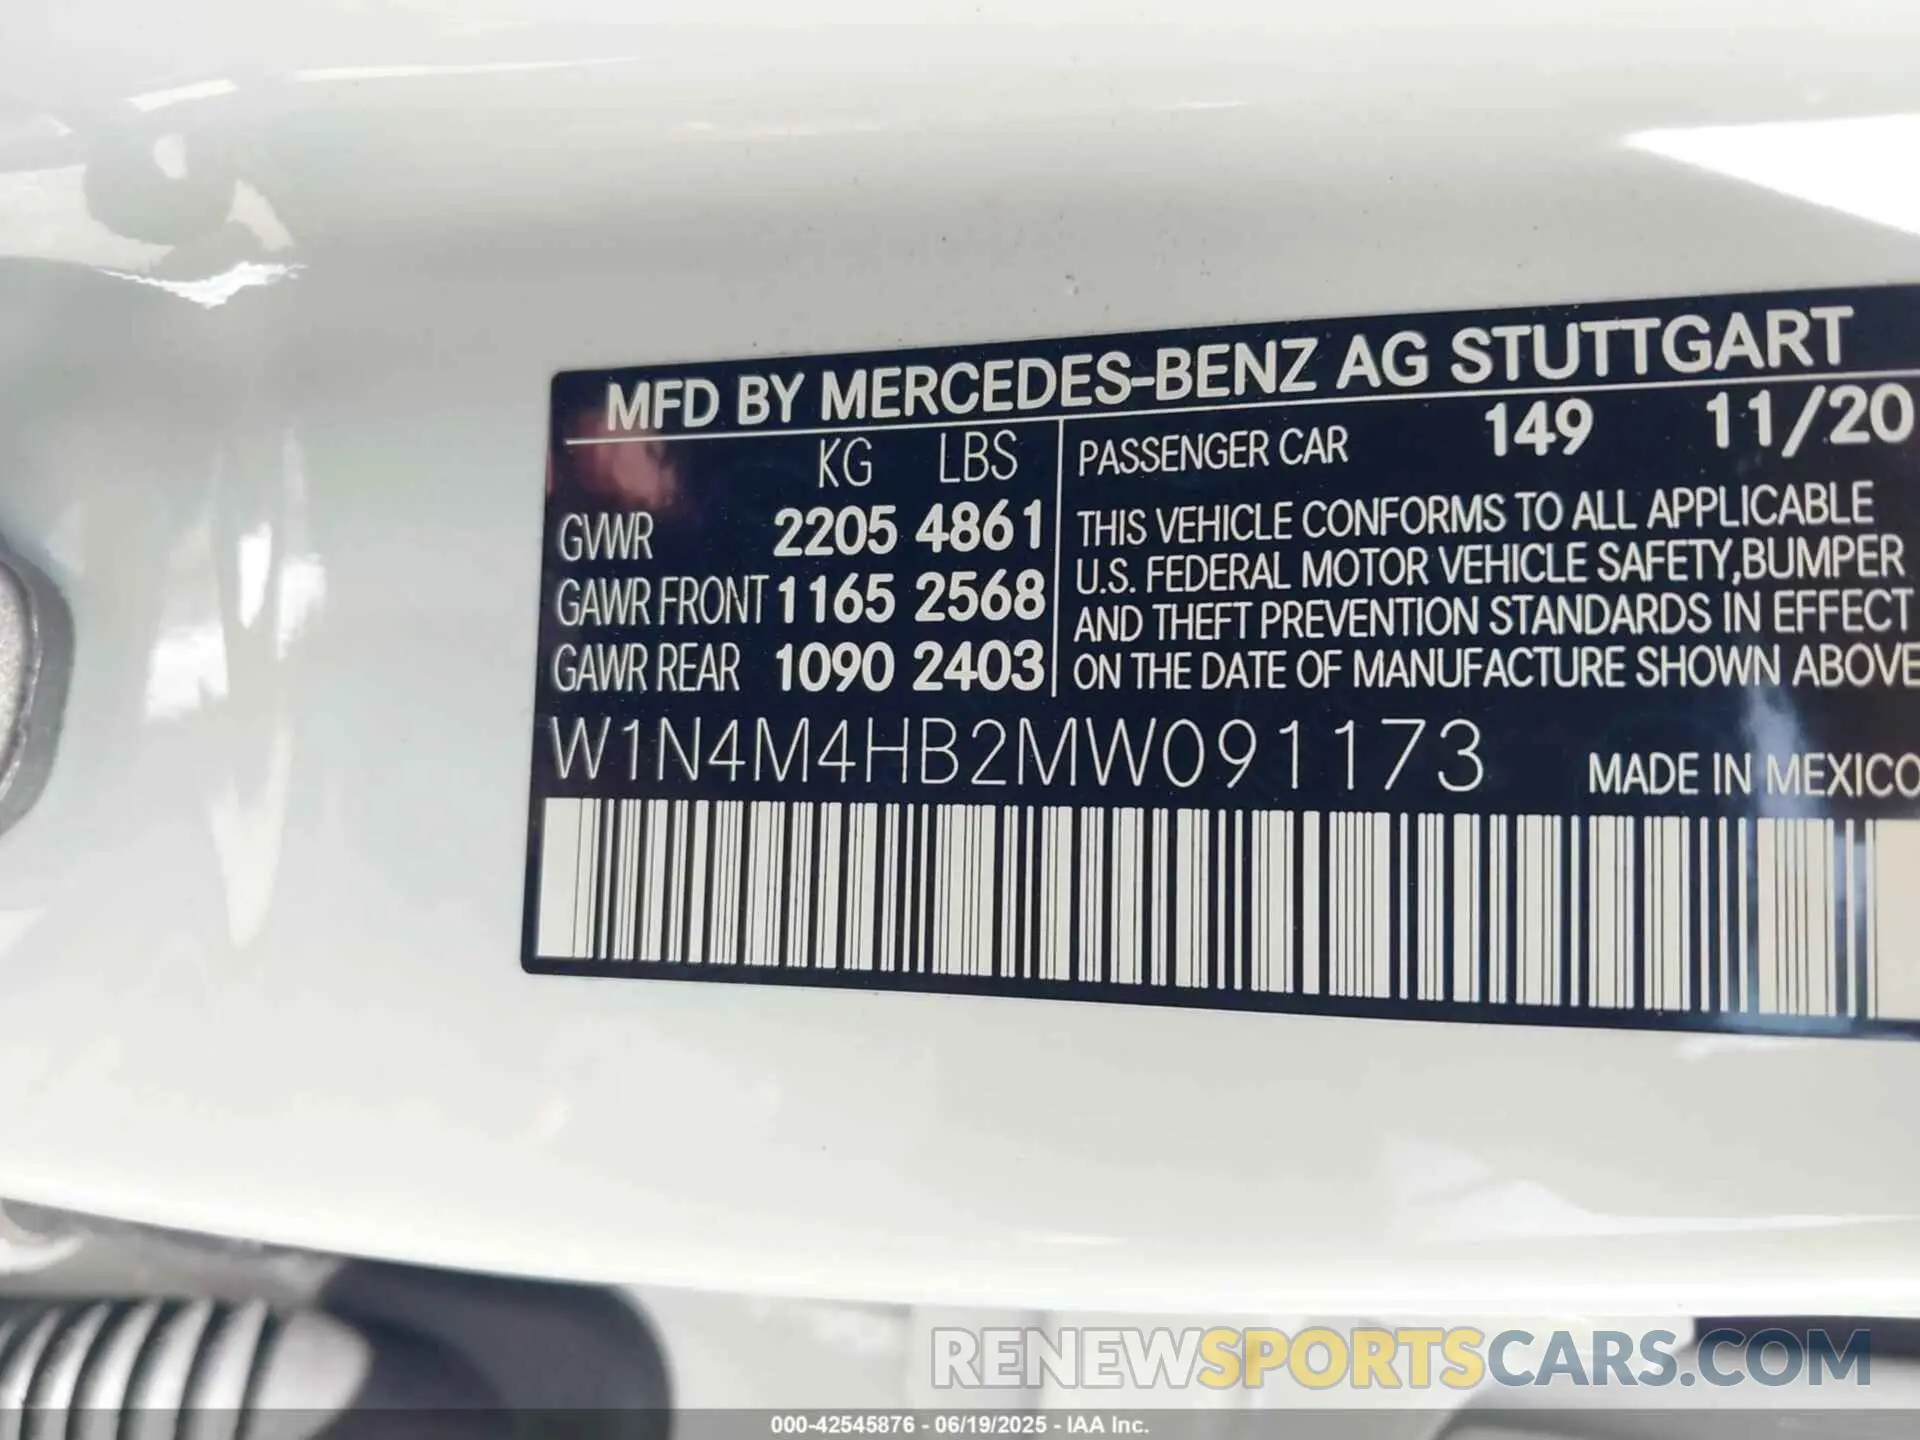 MFD BY MERCEDES-BENZ AG STUTTGART
KG LBS
GVWR 2205 4861
GAWR FRONT 1165 2568
GAWR REAR 1090 2403
PASSENGER CAR 149 11/20
THIS VEHICLE CONFORMS TO ALL APPLICABLE
U.S. FEDERAL MOTOR VEHICLE SAFETY,BUMPER
AND THEFT PREVENTION STANDARDS IN EFFECT
ON THE DATE OF MANUFACTURE SHOWN ABOVE
W1N4M4HB2MW091173
MADE IN MEXICO
RENEWSPORTSCARS.COM
000-42545876 - 06/19/2025 - IAA Inc.